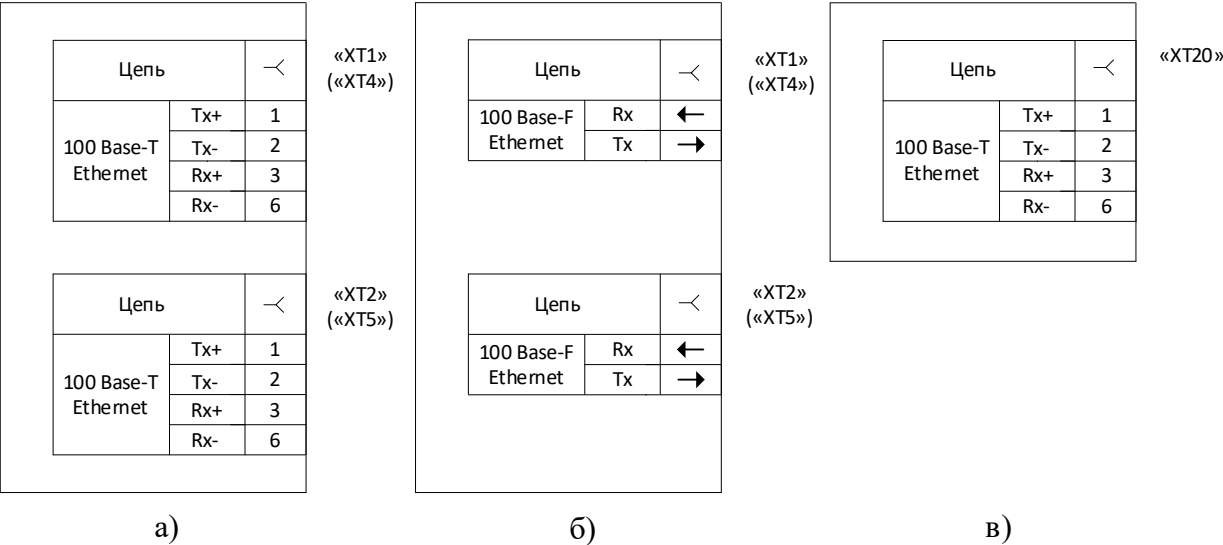 Цепь
«XT1»
(«XT4»)
100 Base-T
Ethernet
Tx+ 1
Tx- 2
Rx+ 3
Rx- 6
Цепь
«XT2»
(«XT5»)
100 Base-T
Ethernet
Tx+ 1
Tx- 2
Rx+ 3
Rx- 6
а)
Цепь
«XT1»
(«XT4»)
100 Base-F
Ethernet
Rx
Tx
Цепь
«XT2»
(«XT5»)
100 Base-F
Ethernet
Rx
Tx
б)
Цепь
«XT20»
100 Base-T
Ethernet
Tx+ 1
Tx- 2
Rx+ 3
Rx- 6
в)